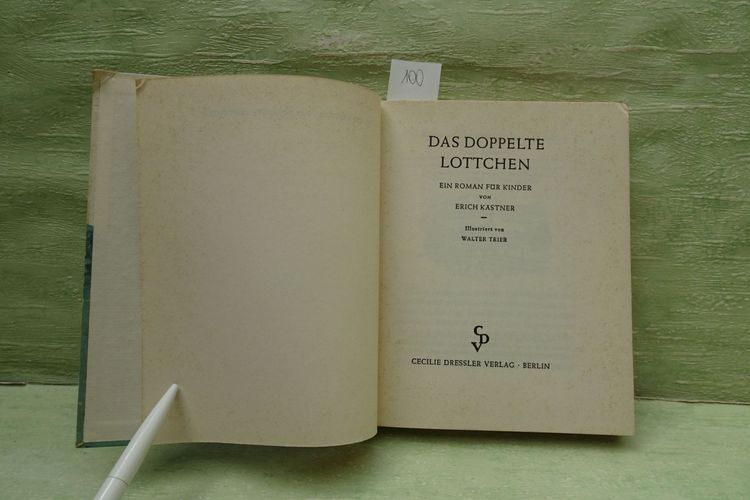 100
DAS DOPPELTE
LOTTCHEN
EIN ROMAN FÜR KINDER
VON
ERICH KÄSTNER
Illustriert von
WALTER TRIER
CDV
CECILIE DRESSLER VERLAG · BERLIN